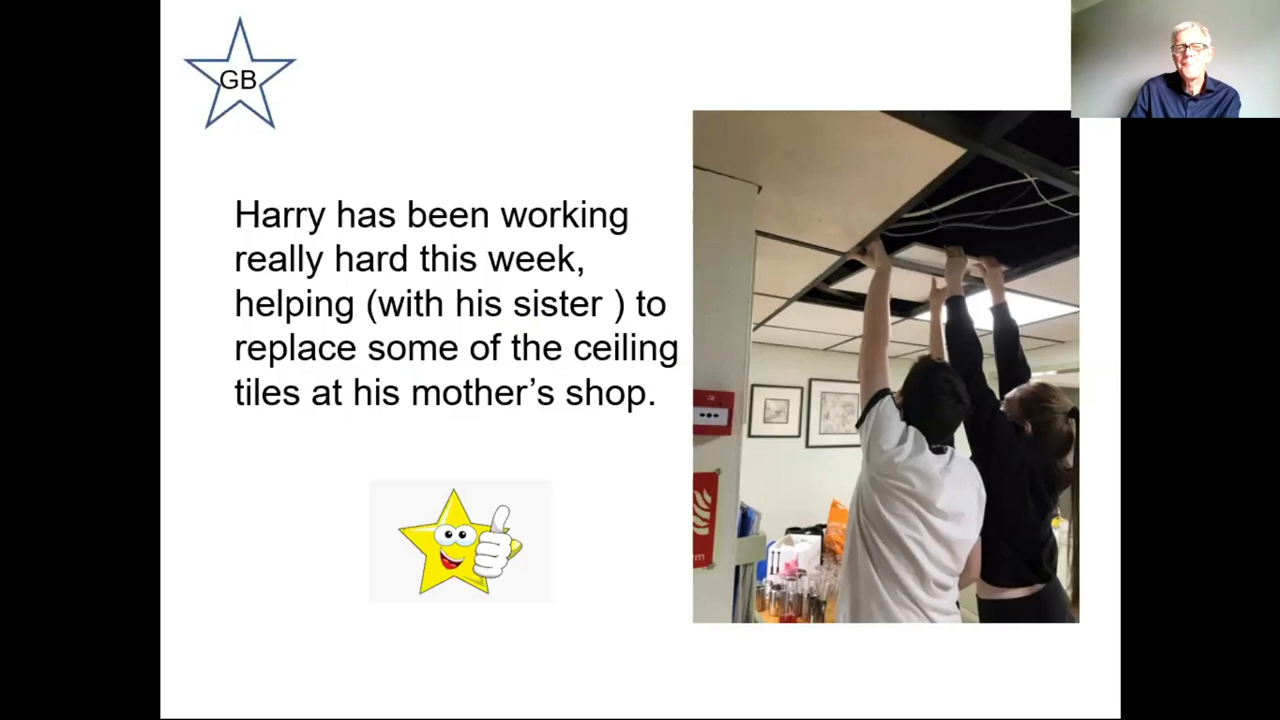 GB
Harry has been working
really hard this week,
helping (with his sister ) to
replace some of the ceiling
tiles at his mother’s shop.
rm